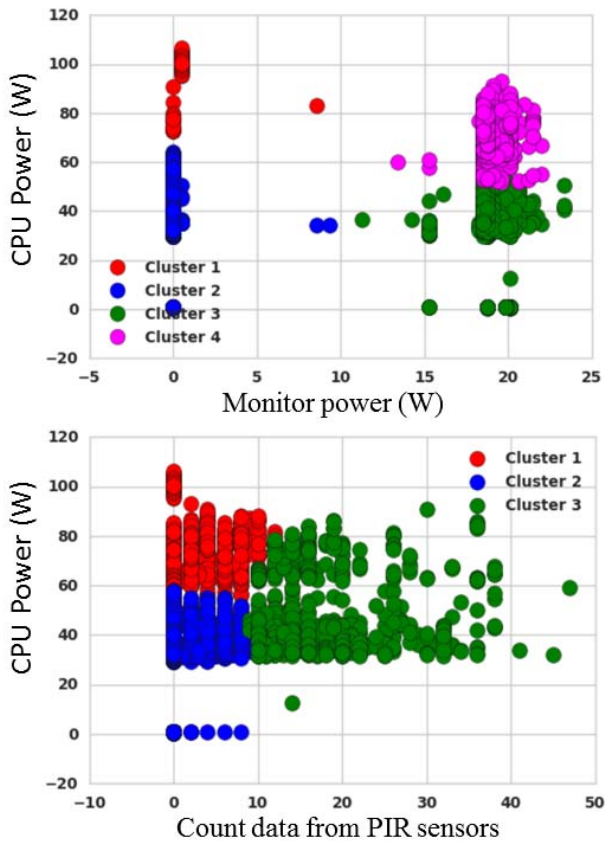 120
100
80
60
40
20
0
−20
CPU Power (W)
Cluster 1
Cluster 2
Cluster 3
Cluster 4
−5 0 5 10 15 20 25
Monitor power (W)
120
100
80
60
40
20
0
−20
CPU Power (W)
Cluster 1
Cluster 2
Cluster 3
−10 0 10 20 30 40 50
Count data from PIR sensors